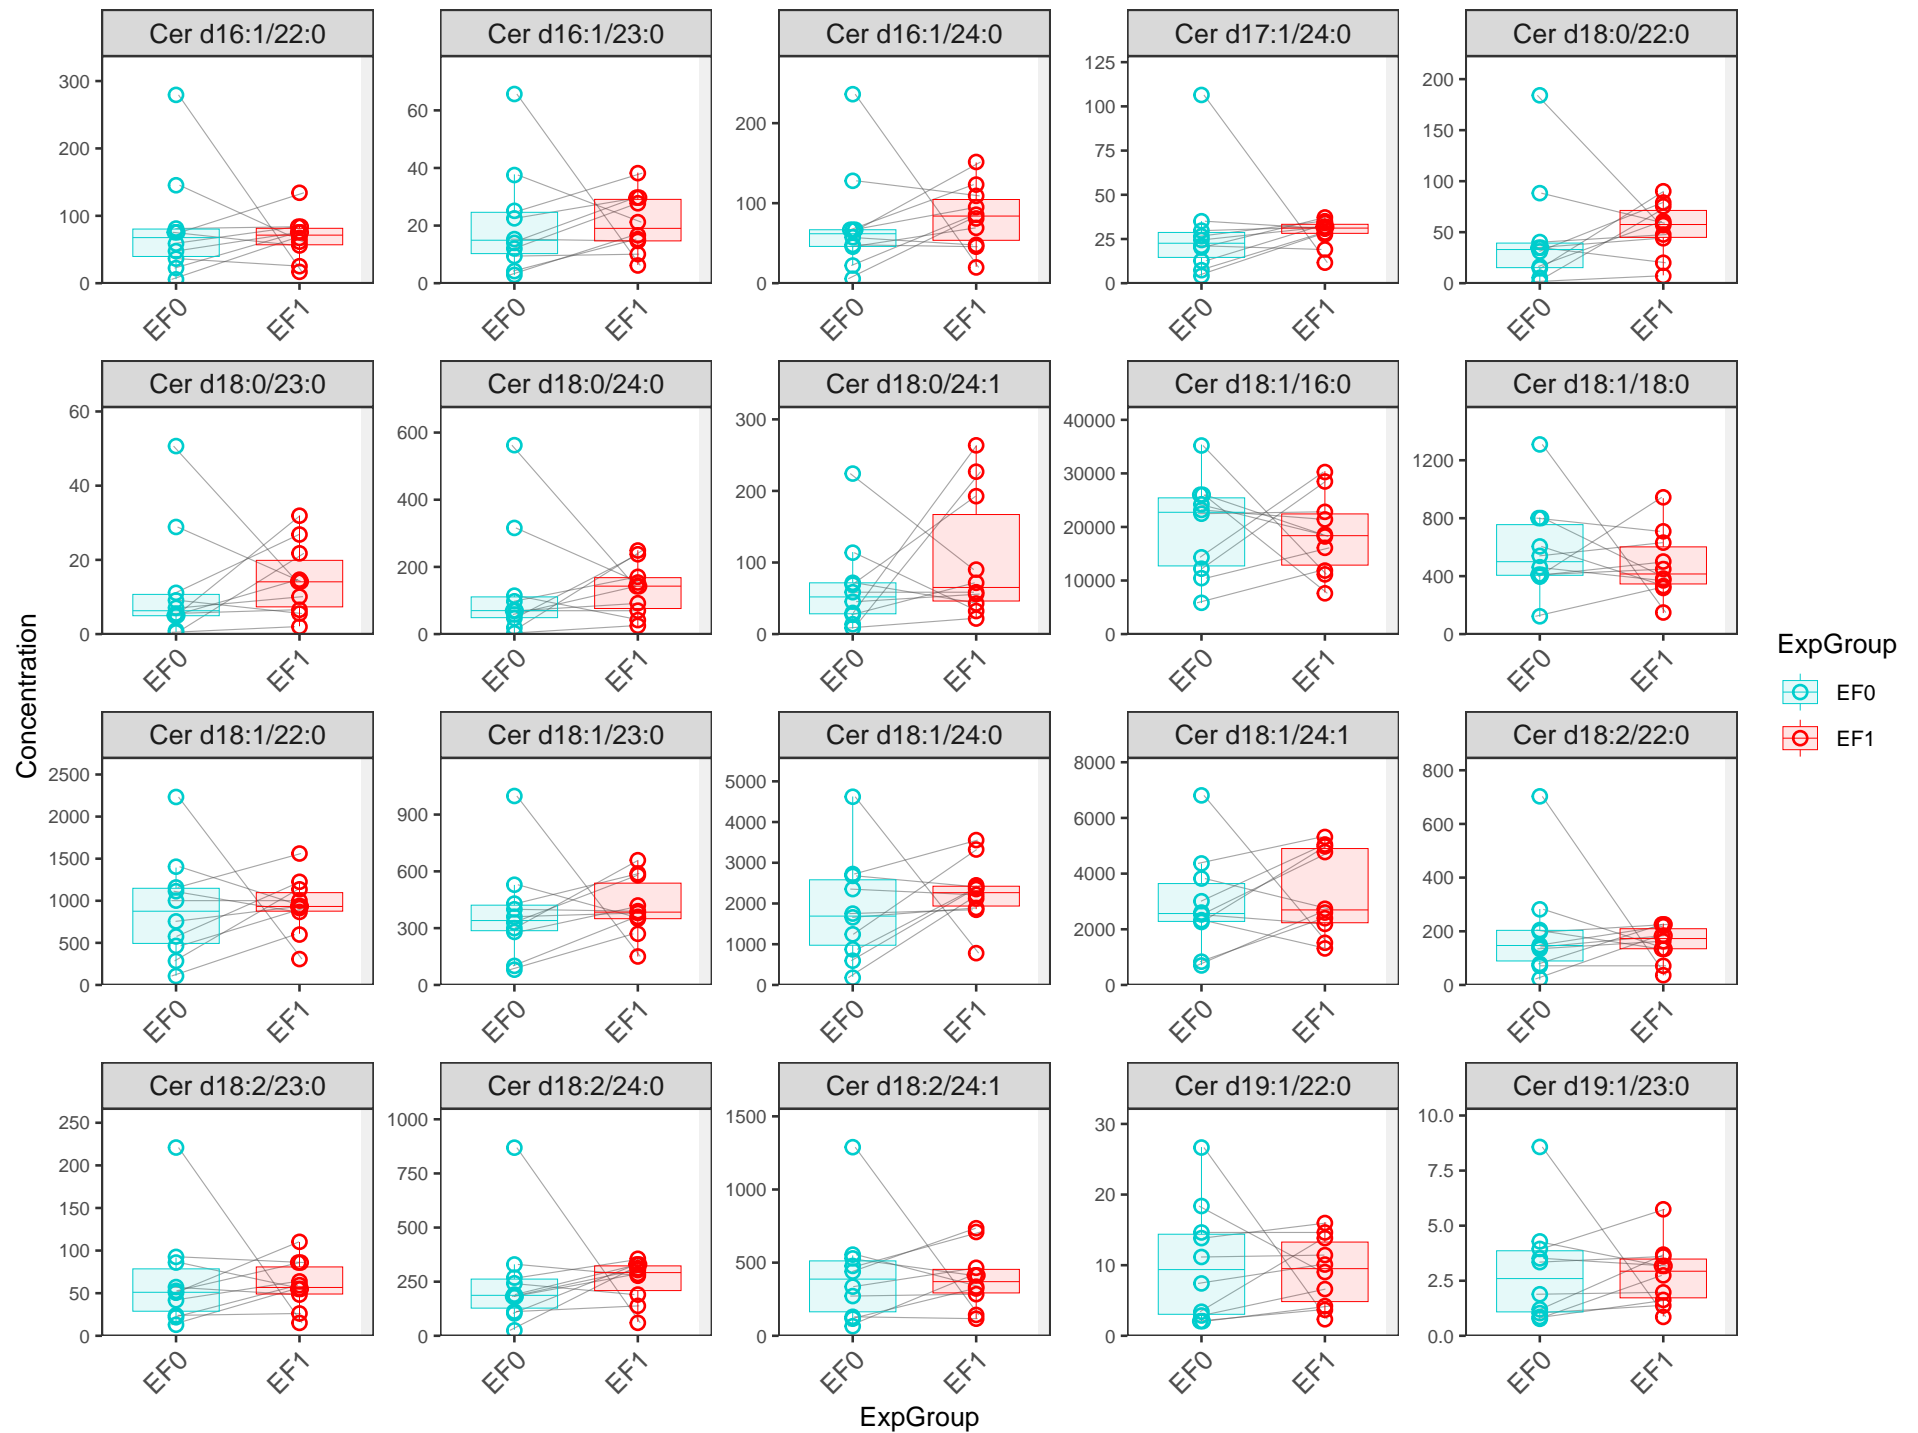 Cer d16:1/22:0
Cer d16:1/23:0
Cer d16:1/24:0
Cer d17:1/24:0
Cer d18:0/22:0
300
200
100
0
60
40
20
0
200
100
0
125
100
75
50
25
0
200
150
100
50
0
EF0
EF1
EF0
EF1
EF0
EF1
EF0
EF1
EF0
EF1
Cer d18:0/23:0
Cer d18:0/24:0
Cer d18:0/24:1
Cer d18:1/16:0
Cer d18:1/18:0
60
40
20
0
600
400
200
0
300
200
100
0
40000
30000
20000
10000
0
1200
800
400
0
EF0
EF1
EF0
EF1
EF0
EF1
EF0
EF1
EF0
EF1
Concentration
ExpGroup
EF0
EF1
Cer d18:1/22:0
Cer d18:1/23:0
Cer d18:1/24:0
Cer d18:1/24:1
Cer d18:2/22:0
2500
2000
1500
1000
500
0
900
600
300
0
5000
4000
3000
2000
1000
0
8000
6000
4000
2000
0
800
600
400
200
0
EF0
EF1
EF0
EF1
EF0
EF1
EF0
EF1
EF0
EF1
Cer d18:2/23:0
Cer d18:2/24:0
Cer d18:2/24:1
Cer d19:1/22:0
Cer d19:1/23:0
250
200
150
100
50
0
1000
750
500
250
0
1500
1000
500
0
30
20
10
0
10.0
7.5
5.0
2.5
0.0
EF0
EF1
EF0
EF1
EF0
EF1
EF0
EF1
EF0
EF1
ExpGroup